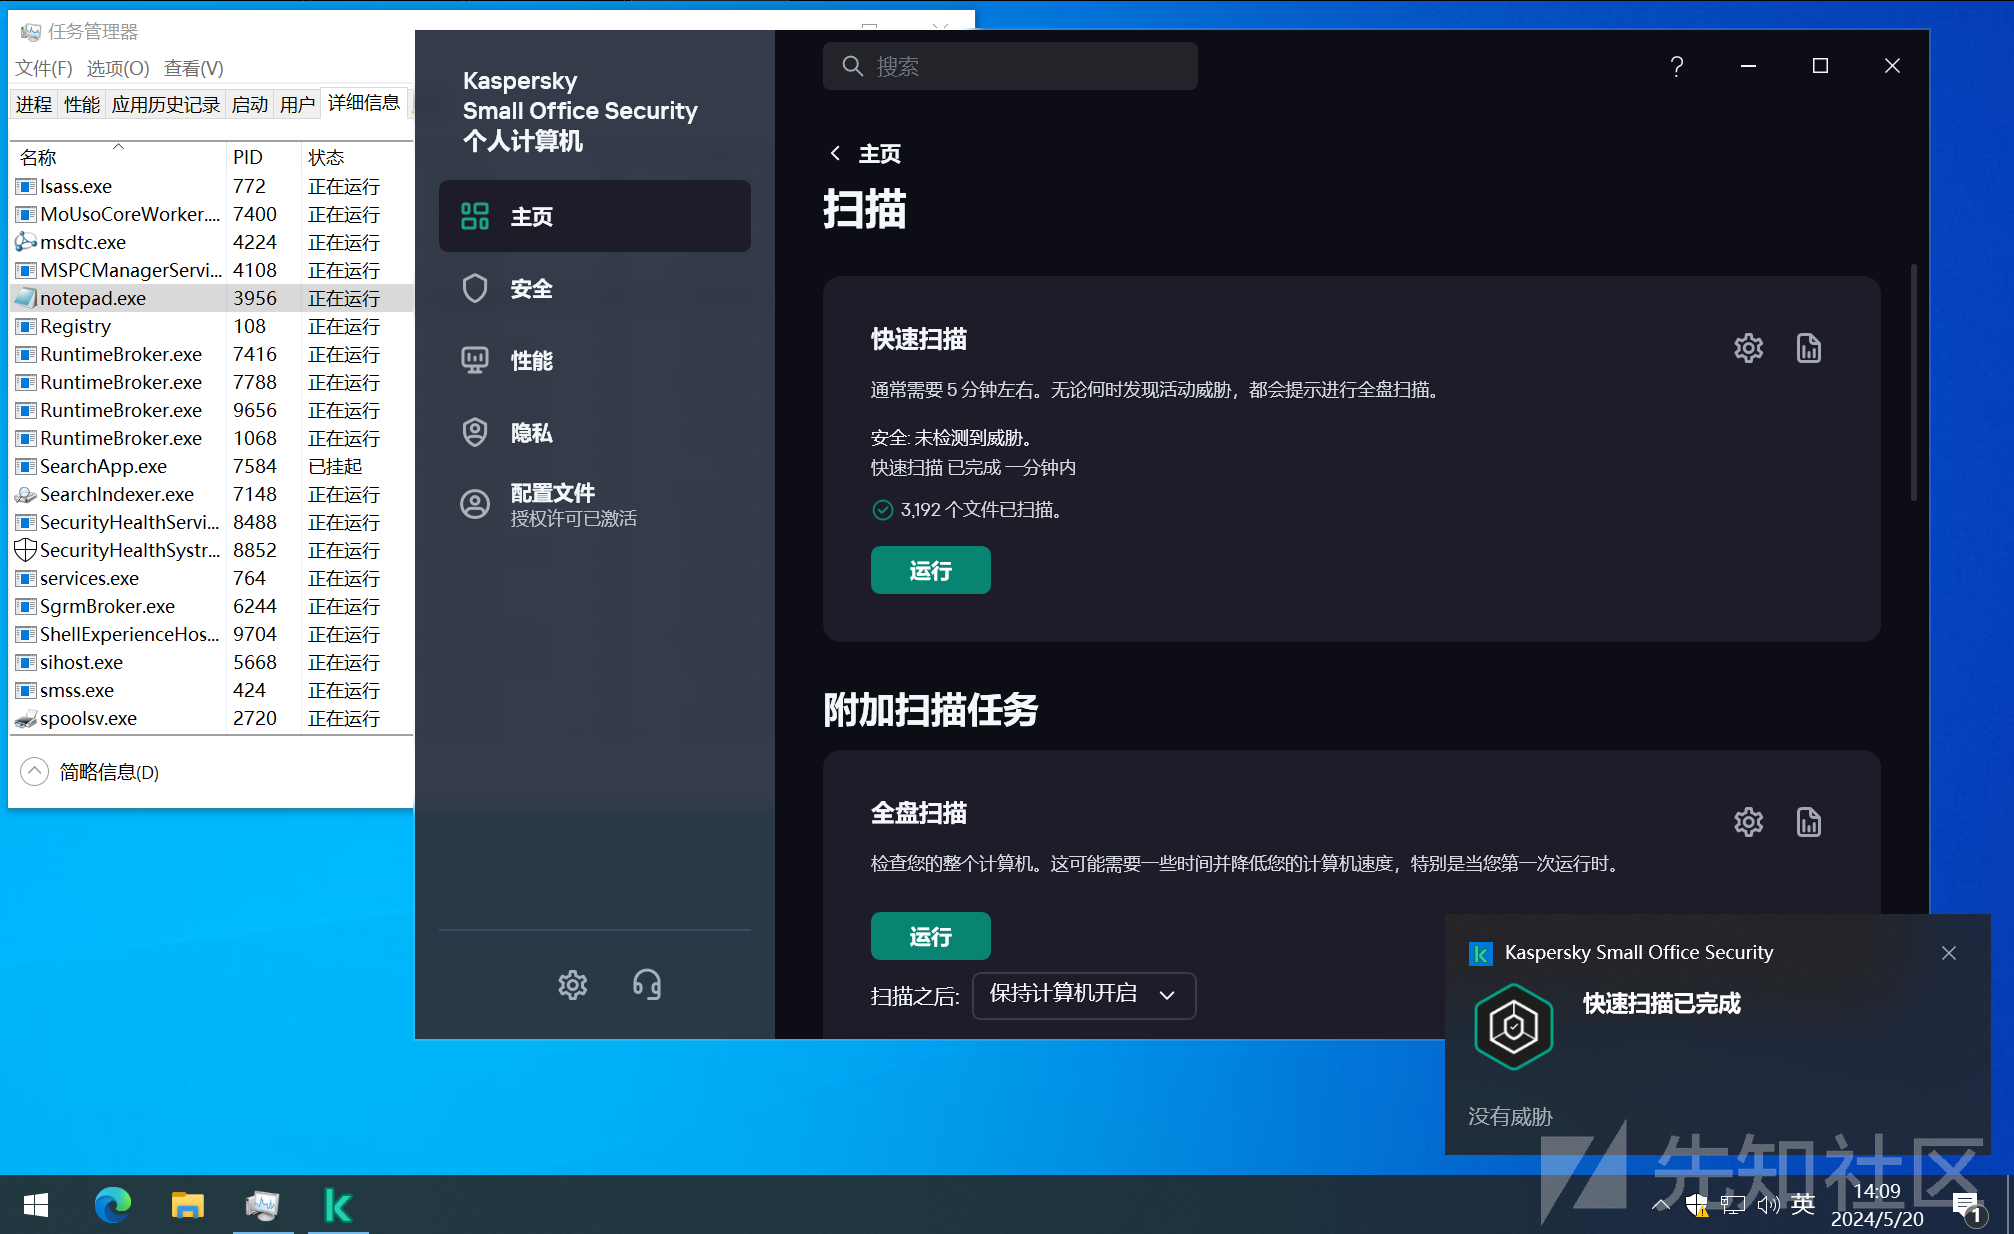 任务管理器
文件(F) 选项(O) 查看(V)
进程 性能 应用历史记录 启动 用户 详细信息
名称 PID 状态
lsass.exe 772 正在运行
MoUsoCoreWorker.... 7400 正在运行
msdtc.exe 4224 正在运行
MSPCManagerServi... 4108 正在运行
notepad.exe 3956 正在运行
Registry 108 正在运行
RuntimeBroker.exe 7416 正在运行
RuntimeBroker.exe 7788 正在运行
RuntimeBroker.exe 9656 正在运行
RuntimeBroker.exe 1068 正在运行
SearchApp.exe 7584 已挂起
SearchIndexer.exe 7148 正在运行
SecurityHealthServi... 8488 正在运行
SecurityHealthSystr... 8852 正在运行
services.exe 764 正在运行
SgrmBroker.exe 6244 正在运行
ShellExperienceHos... 9704 正在运行
sihost.exe 5668 正在运行
smss.exe 424 正在运行
spoolsv.exe 2720 正在运行
简略信息(D)
Kaspersky
Small Office Security
个人计算机
主页
安全
性能
隐私
配置文件
授权许可已激活
搜索
主页
扫描
快速扫描
通常需要 5 分钟左右。无论何时发现活动威胁，都会提示进行全盘扫描。
安全: 未检测到威胁。
快速扫描 已完成 一分钟内
3,192 个文件已扫描。
运行
附加扫描任务
全盘扫描
检查您的整个计算机。这可能需要一些时间并降低您的计算机速度，特别是当您第一次运行时。
运行
扫描之后: 保持计算机开启
Kaspersky Small Office Security
快速扫描已完成
没有威胁
先知社区
英
14:09
2024/5/20
1